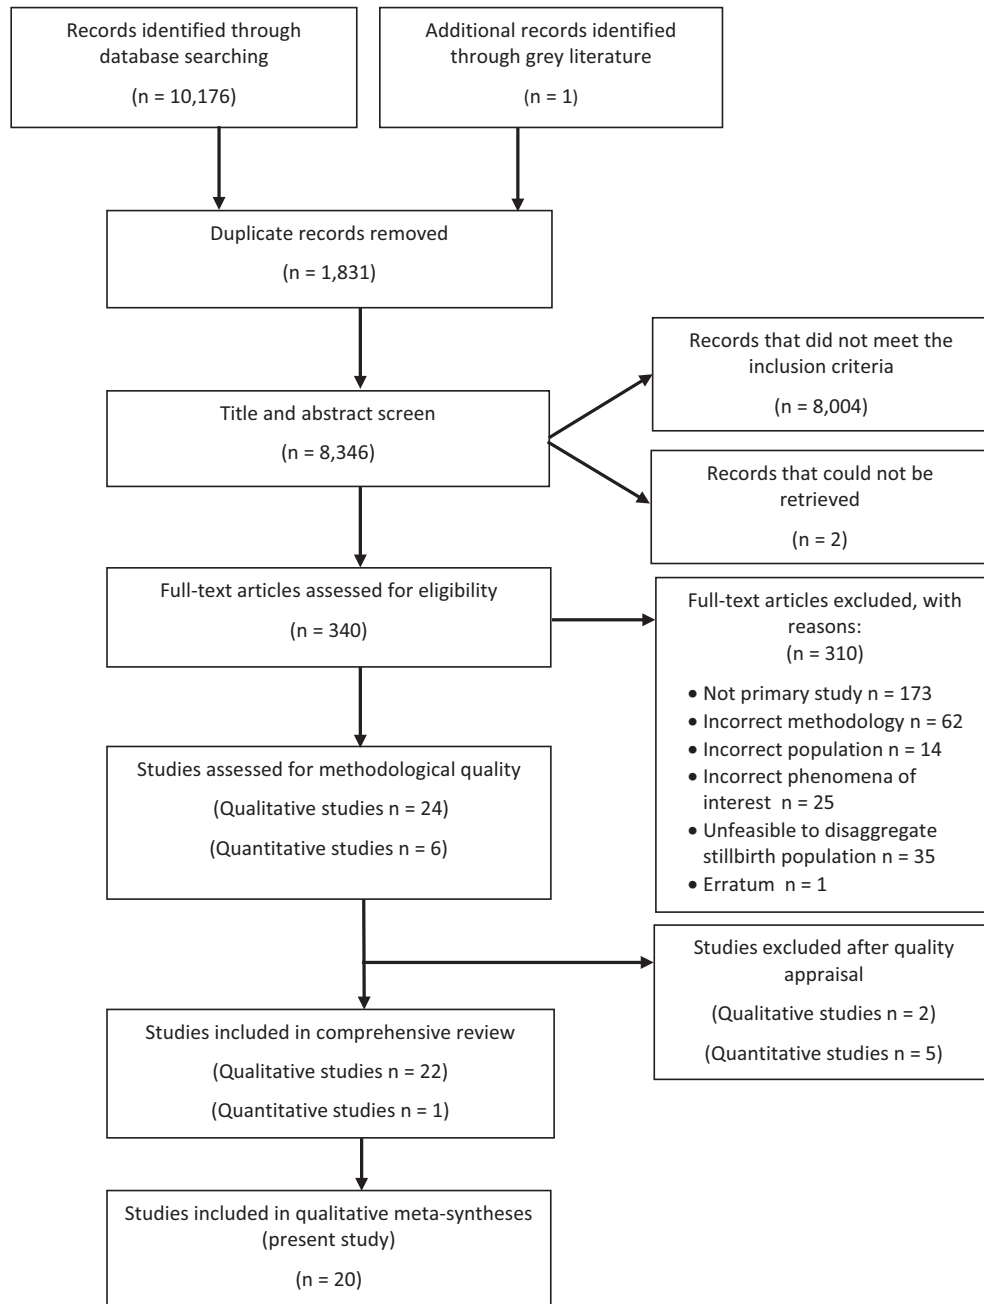 Records identified through
database searching
(n = 10,176)
Additional records identified
through grey literature
(n = 1)
Duplicate records removed
(n = 1,831)
Records that did not meet the
inclusion criteria
(n = 8,004)
Title and abstract screen
(n = 8,346)
Records that could not be
retrieved
(n = 2)
Full-text articles assessed for eligibility
(n = 340)
Full-text articles excluded, with
reasons:
(n = 310)
• Not primary study n = 173
• Incorrect methodology n = 62
• Incorrect population n = 14
• Incorrect phenomena of
interest n = 25
• Unfeasible to disaggregate
stillbirth population n = 35
• Erratum n = 1
Studies assessed for methodological quality
(Qualitative studies n = 24)
(Quantitative studies n = 6)
Studies excluded after quality
appraisal
(Qualitative studies n = 2)
(Quantitative studies n = 5)
Studies included in comprehensive review
(Qualitative studies n = 22)
(Quantitative studies n = 1)
Studies included in qualitative meta-syntheses
(present study)
(n = 20)